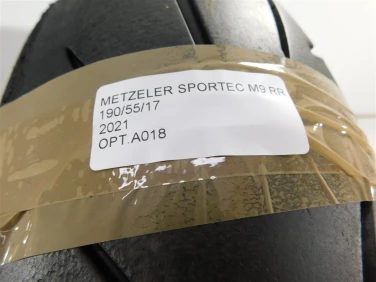 METZELER SPORTEC M9 RR
190/55/17
2021
OPT.A018